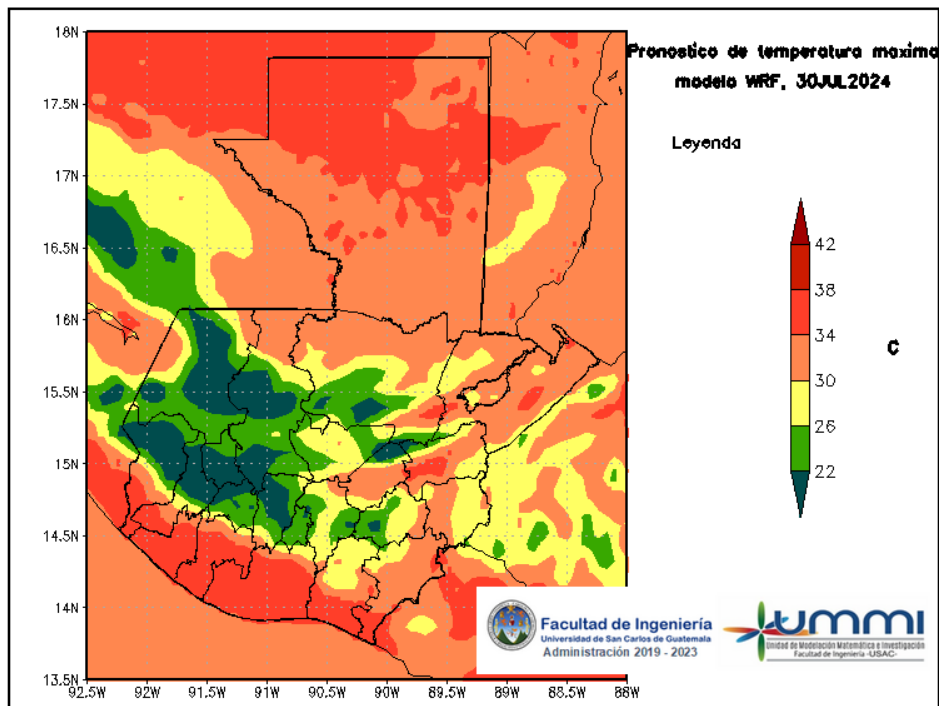 Pronostico de temperatura maxima
modelo WRF, 30JUL2024
Leyenda
42
38
34
30
26
22
C
18N
17.5N
17N
16.5N
16N
15.5N
15N
14.5N
14N
13.5N
92.5W 92W 91.5W 91W 90.5W 90W 89.5W 89W 88.5W 88W
Facultad de Ingeniería
Universidad de San Carlos de Guatemala
Administración 2019 - 2023
ummi
Unidad de Modelación Matemática e Investigación
Facultad de Ingeniería -USAC-